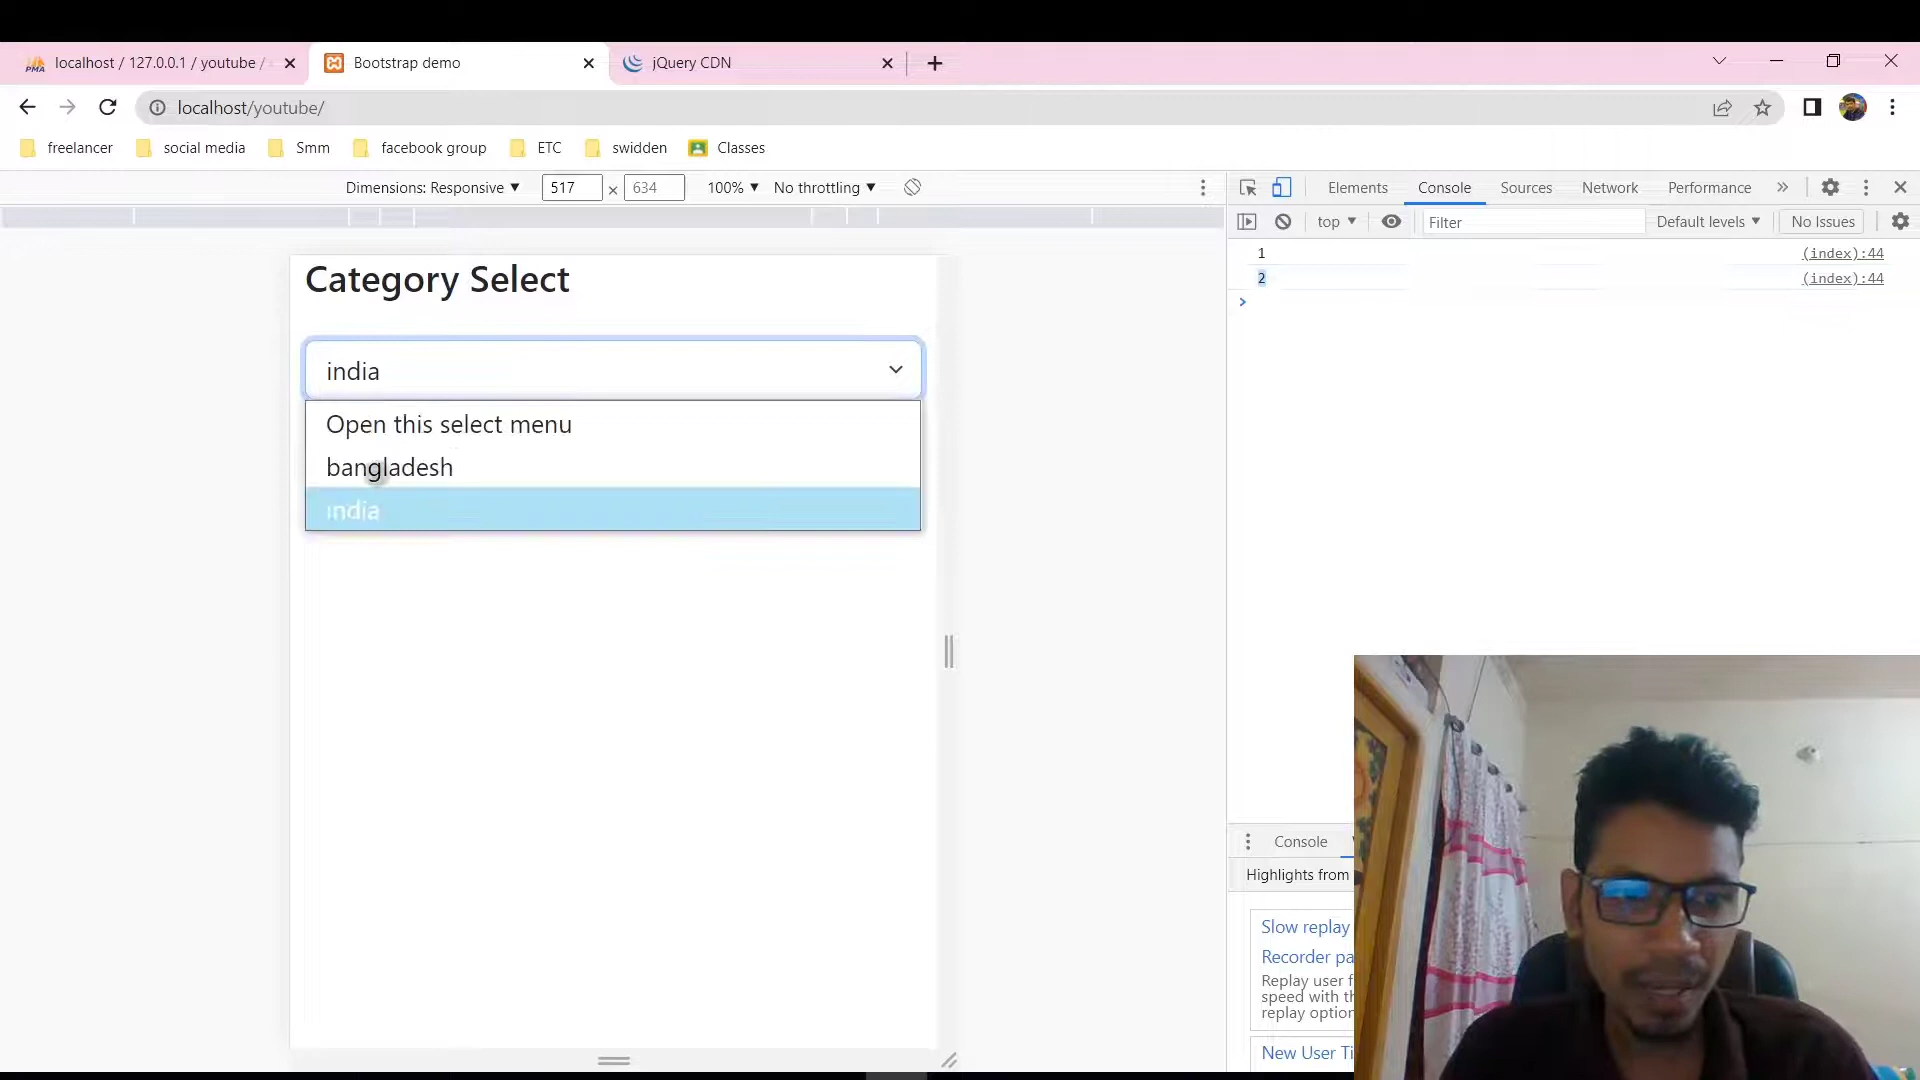 localhost / 127.0.0.1 / youtube /
Bootstrap demo
jQuery CDN
localhost/youtube/
freelancer
social media
Smm
facebook group
ETC
swidden
Classes
Dimensions: Responsive
517
×
634
100%
No throttling
Elements
Console
Sources
Network
Performance
top
Filter
Default levels
No Issues
1
(index):44
2
(index):44
Category Select
india
Open this select menu
bangladesh
india
Console
Highlights from
Slow replay
Recorder pa
Replay user f
speed with th
replay option
New User Ti